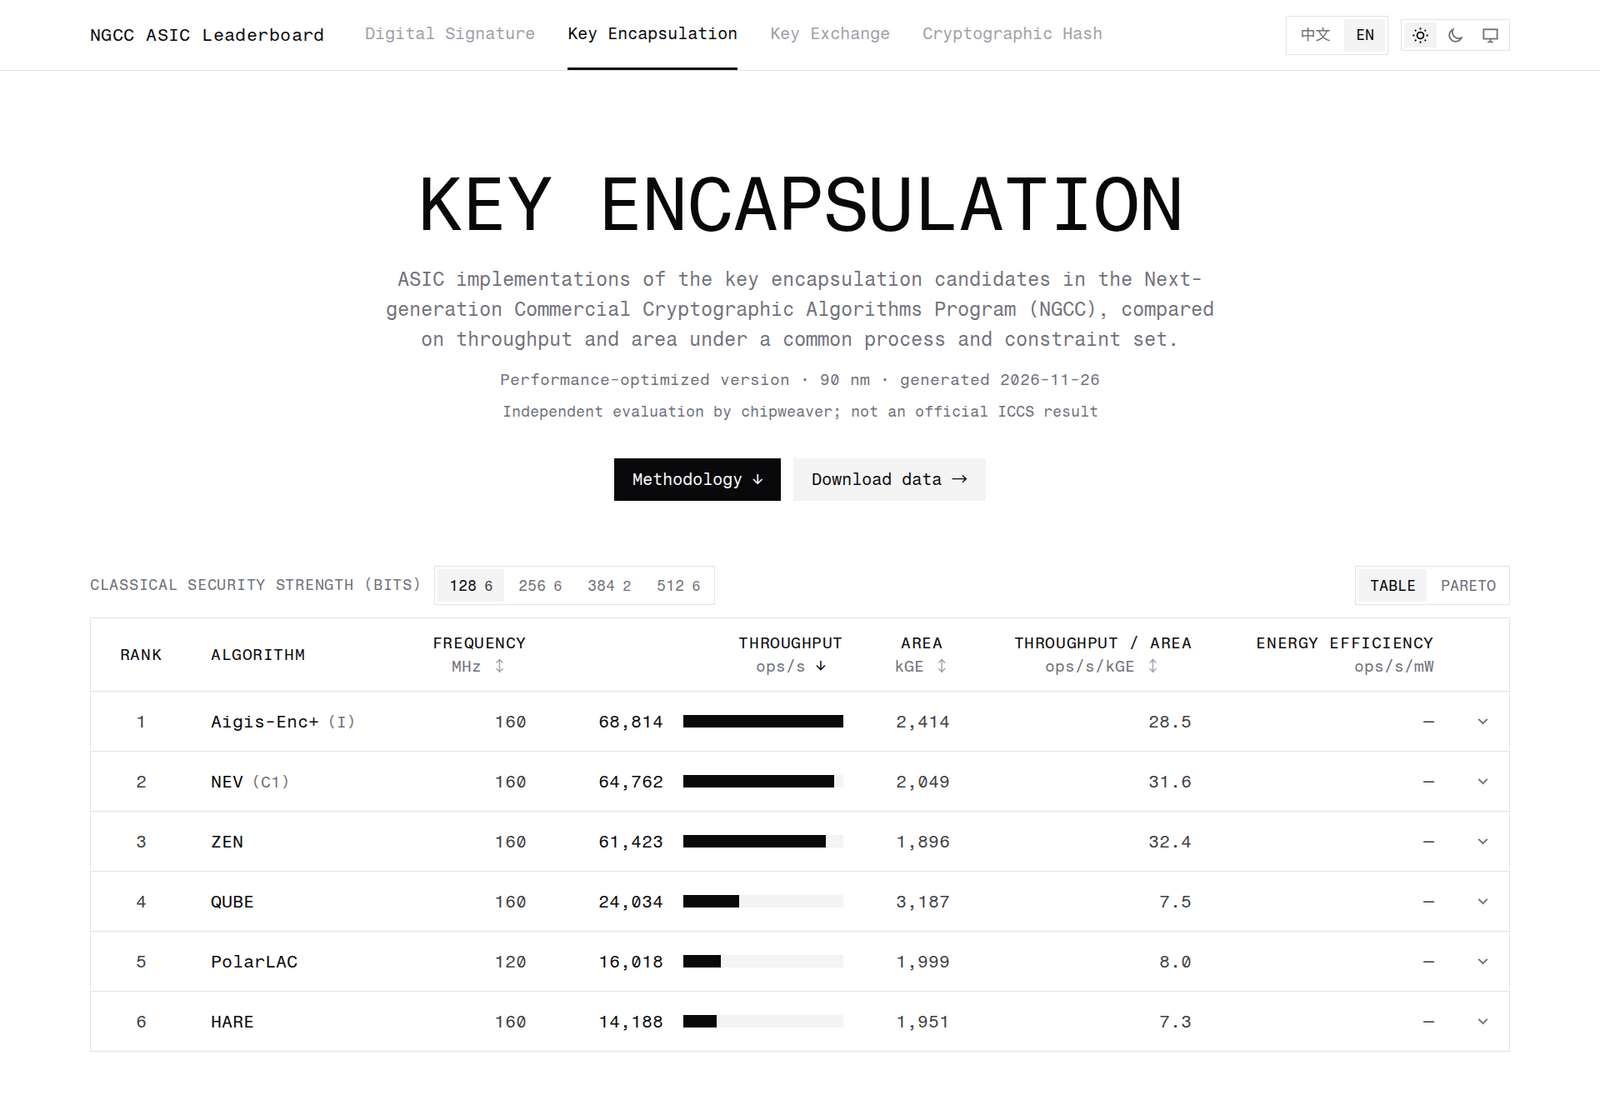 NGCC ASIC Leaderboard Digital Signature Key Encapsulation Key Exchange Cryptographic Hash 中文 EN
KEY ENCAPSULATION
ASIC implementations of the key encapsulation candidates in the Next-
generation Commercial Cryptographic Algorithms Program (NGCC), compared
on throughput and area under a common process and constraint set.
Performance-optimized version · 90 nm · generated 2026-11-26
Independent evaluation by chipweaver; not an official ICCS result
Methodology ↓ Download data →
CLASSICAL SECURITY STRENGTH (BITS) 128 6 256 6 384 2 512 6 TABLE PARETO
RANK ALGORITHM FREQUENCY THROUGHPUT AREA THROUGHPUT / AREA ENERGY EFFICIENCY
MHz ↕ ops/s ↓ kGE ↕ ops/s/kGE ↕ ops/s/mW
1 Aigis-Enc+ (I) 160 68,814 2,414 28.5 —
2 NEV (C1) 160 64,762 2,049 31.6 —
3 ZEN 160 61,423 1,896 32.4 —
4 QUBE 160 24,034 3,187 7.5 —
5 PolarLAC 120 16,018 1,999 8.0 —
6 HARE 160 14,188 1,951 7.3 —